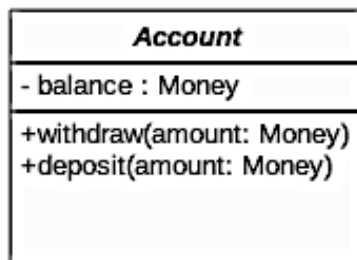 Account
- balance : Money
+withdraw(amount: Money)
+deposit(amount: Money)